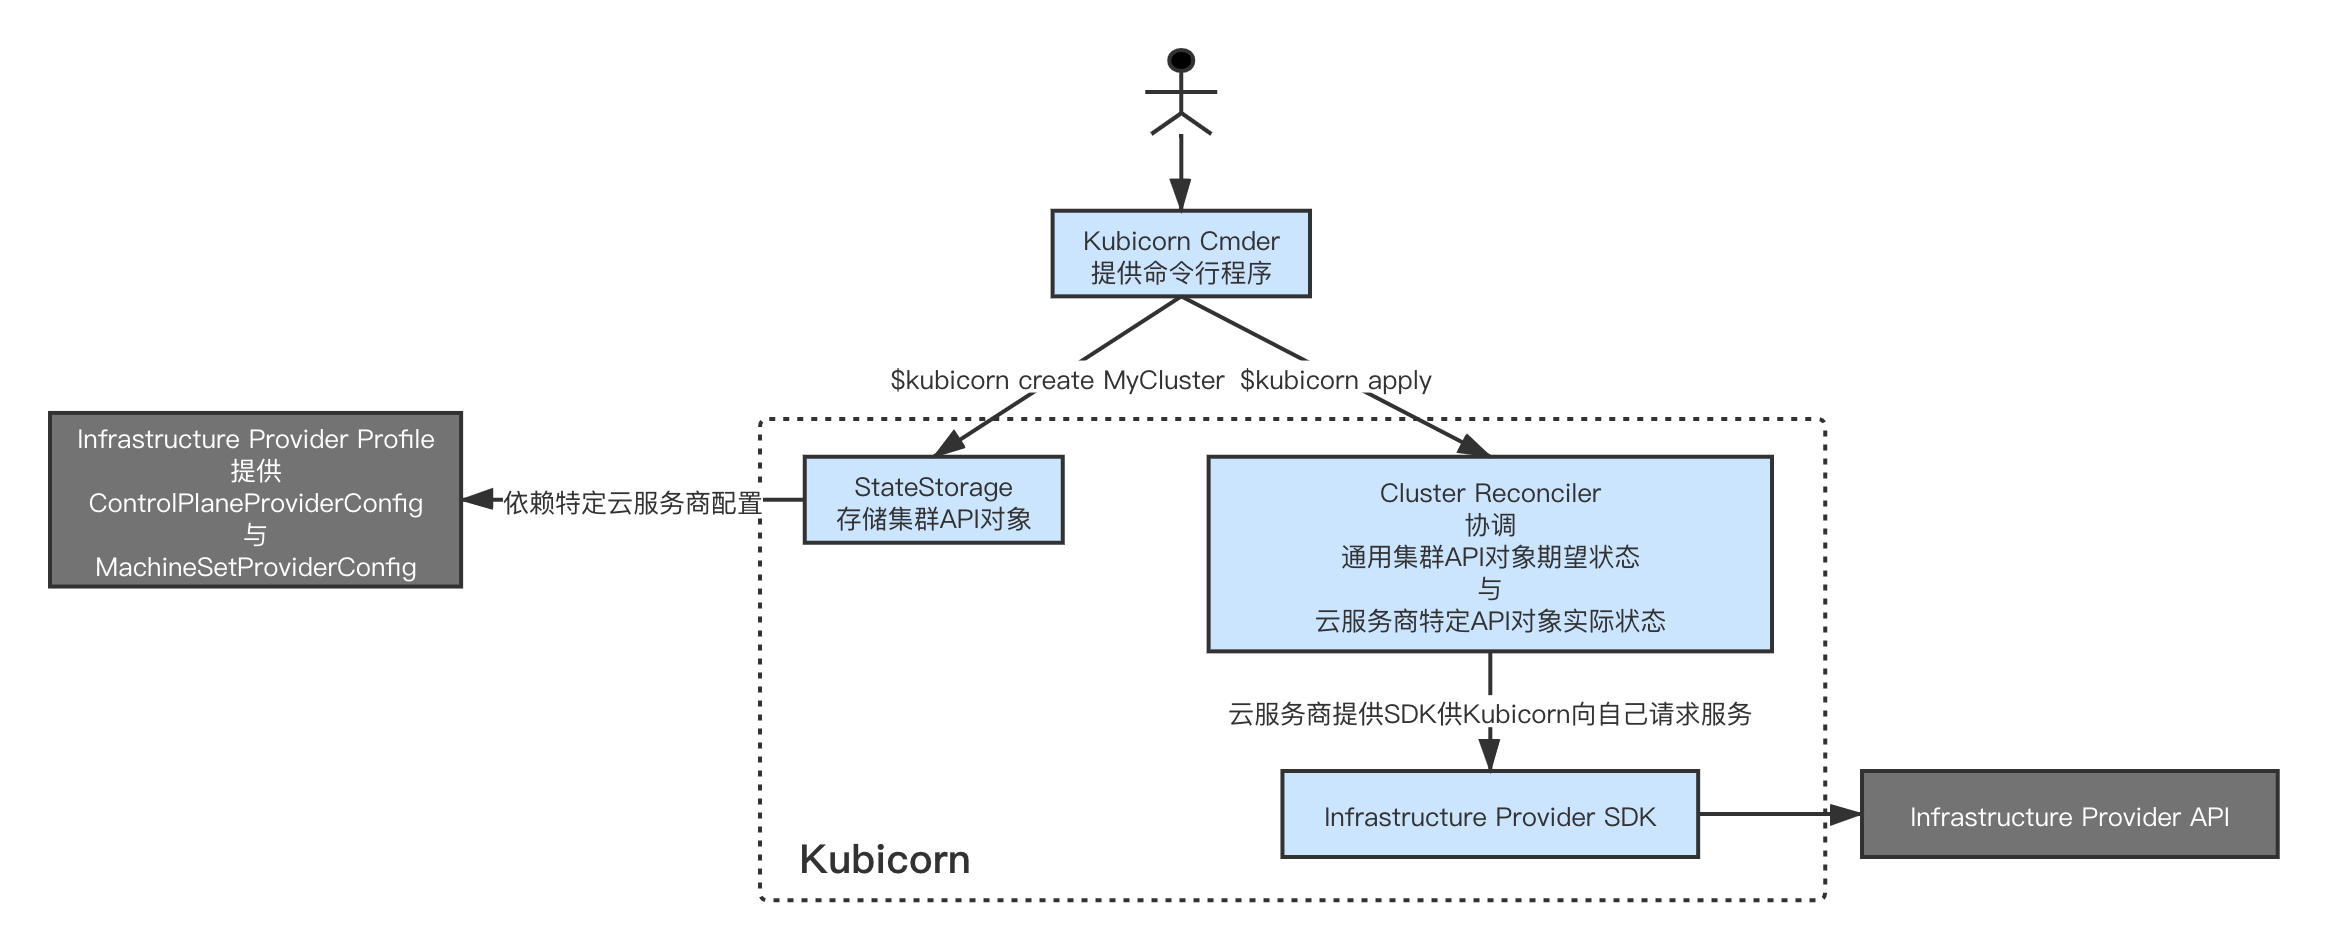 Kubicorn Cmder
提供命令行程序
$kubicorn create MyCluster
$kubicorn apply
Infrastructure Provider Profile
提供
ControlPlaneProviderConfig
与
MachineSetProviderConfig
依赖特定云服务商配置
StateStorage
存储集群API对象
Cluster Reconciler
协调
通用集群API对象期望状态
与
云服务商特定API对象实际状态
云服务商提供SDK供Kubicorn向自己请求服务
Infrastructure Provider SDK
Infrastructure Provider API
Kubicorn